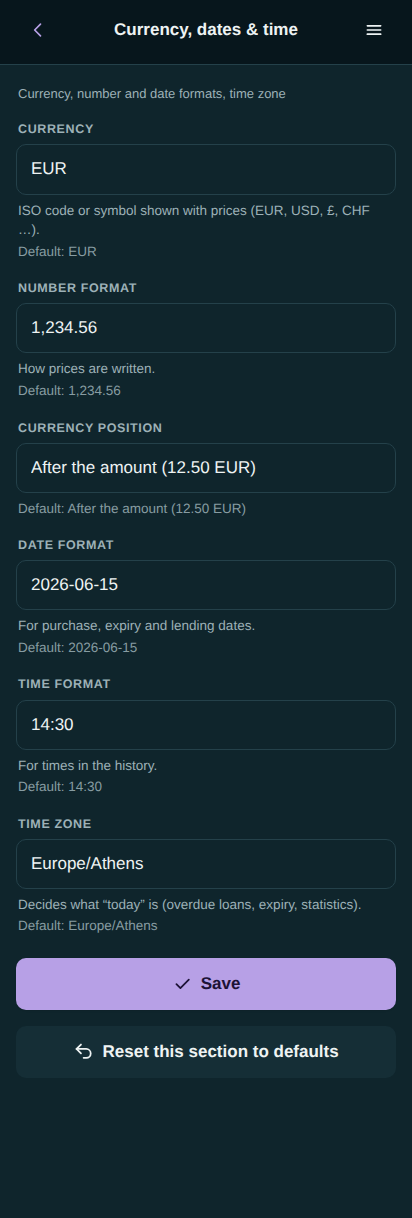 Currency, dates & time
Currency, number and date formats, time zone
CURRENCY
EUR
ISO code or symbol shown with prices (EUR, USD, £, CHF
…).
Default: EUR
NUMBER FORMAT
1,234.56
How prices are written.
Default: 1,234.56
CURRENCY POSITION
After the amount (12.50 EUR)
Default: After the amount (12.50 EUR)
DATE FORMAT
2026-06-15
For purchase, expiry and lending dates.
Default: 2026-06-15
TIME FORMAT
14:30
For times in the history.
Default: 14:30
TIME ZONE
Europe/Athens
Decides what “today” is (overdue loans, expiry, statistics).
Default: Europe/Athens
Save
Reset this section to defaults